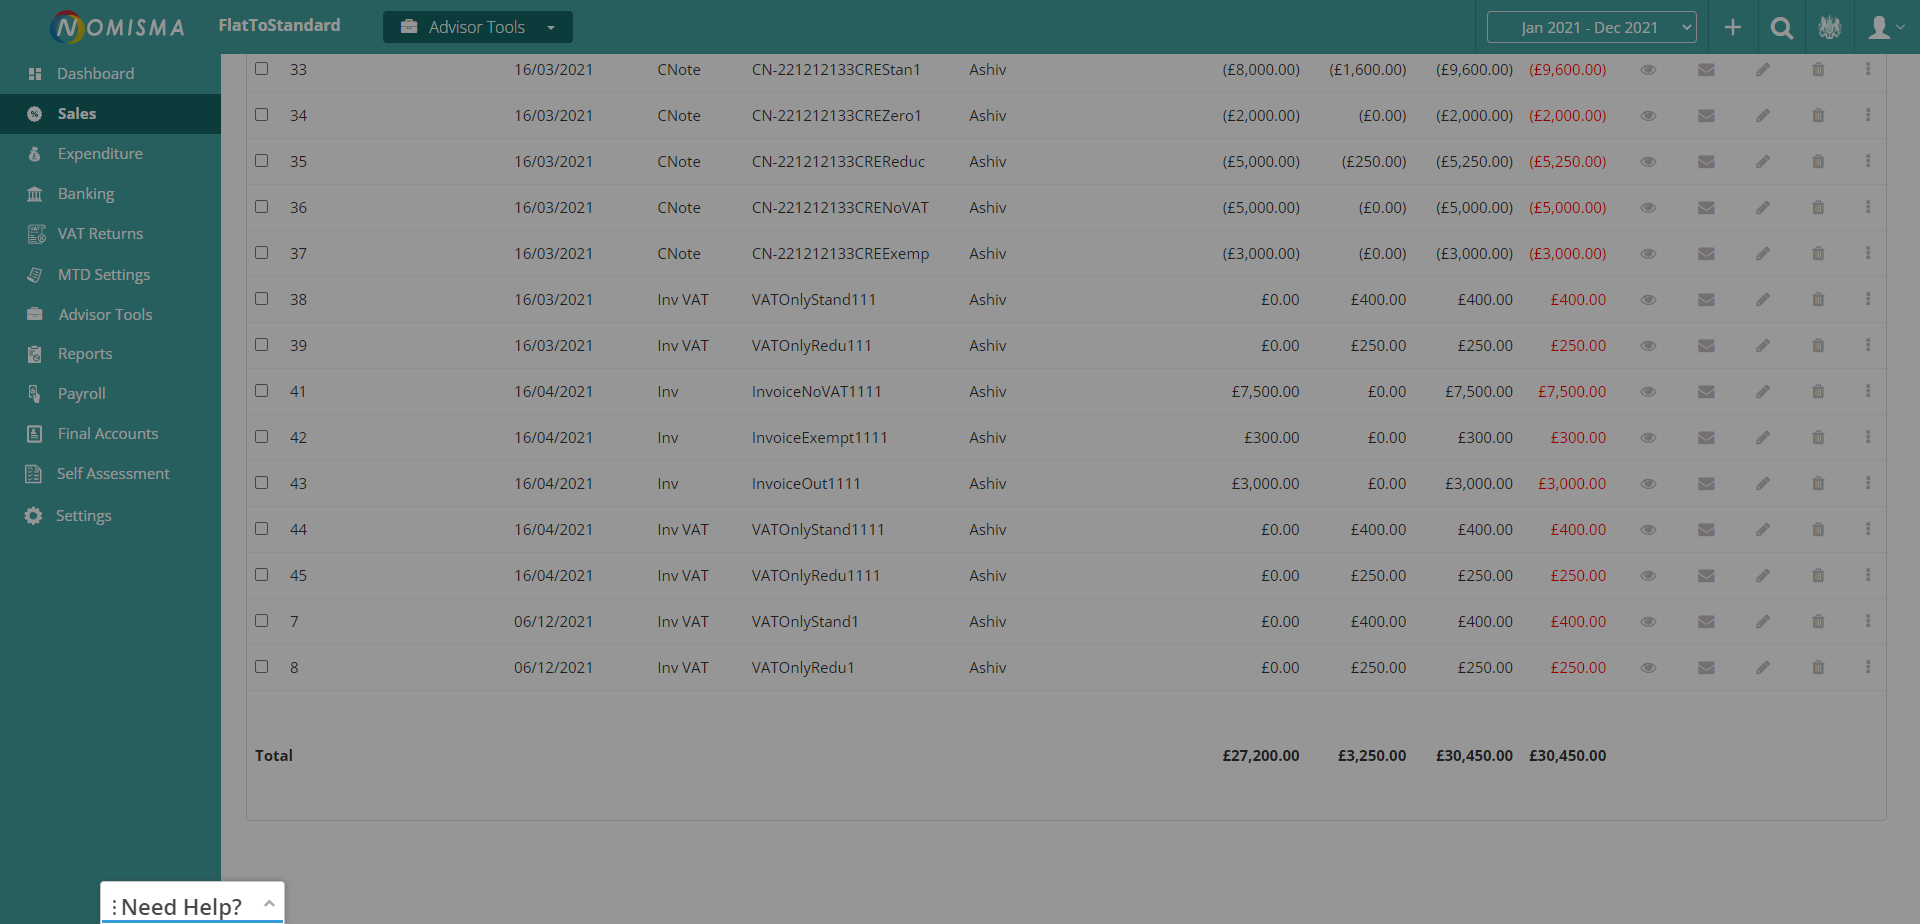 NOMISMA FlatToStandard Advisor Tools Jan 2021 - Dec 2021
Dashboard
Sales
Expenditure
Banking
VAT Returns
MTD Settings
Advisor Tools
Reports
Payroll
Final Accounts
Self Assessment
Settings
33 16/03/2021 CNote CN-221212133CREStan1 Ashiv (£8,000.00) (£1,600.00) (£9,600.00) (£9,600.00)
34 16/03/2021 CNote CN-221212133CREZero1 Ashiv (£2,000.00) (£0.00) (£2,000.00) (£2,000.00)
35 16/03/2021 CNote CN-221212133CREReduc Ashiv (£5,000.00) (£250.00) (£5,250.00) (£5,250.00)
36 16/03/2021 CNote CN-221212133CRENoVAT Ashiv (£5,000.00) (£0.00) (£5,000.00) (£5,000.00)
37 16/03/2021 CNote CN-221212133CREExemp Ashiv (£3,000.00) (£0.00) (£3,000.00) (£3,000.00)
38 16/03/2021 Inv VAT VATOnlyStand111 Ashiv £0.00 £400.00 £400.00 £400.00
39 16/03/2021 Inv VAT VATOnlyRedu111 Ashiv £0.00 £250.00 £250.00 £250.00
41 16/04/2021 Inv InvoiceNoVAT1111 Ashiv £7,500.00 £0.00 £7,500.00 £7,500.00
42 16/04/2021 Inv InvoiceExempt1111 Ashiv £300.00 £0.00 £300.00 £300.00
43 16/04/2021 Inv InvoiceOut1111 Ashiv £3,000.00 £0.00 £3,000.00 £3,000.00
44 16/04/2021 Inv VAT VATOnlyStand1111 Ashiv £0.00 £400.00 £400.00 £400.00
45 16/04/2021 Inv VAT VATOnlyRedu1111 Ashiv £0.00 £250.00 £250.00 £250.00
7 06/12/2021 Inv VAT VATOnlyStand1 Ashiv £0.00 £400.00 £400.00 £400.00
8 06/12/2021 Inv VAT VATOnlyRedu1 Ashiv £0.00 £250.00 £250.00 £250.00
Total £27,200.00 £3,250.00 £30,450.00 £30,450.00
Need Help?